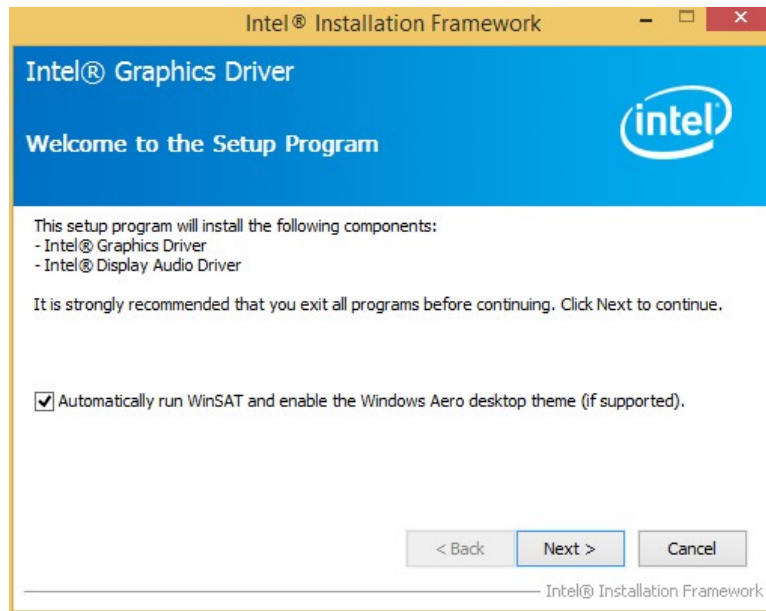 Intel® Installation Framework
Intel® Graphics Driver
intel
Welcome to the Setup Program
This setup program will install the following components:
- Intel® Graphics Driver
- Intel® Display Audio Driver
It is strongly recommended that you exit all programs before continuing. Click Next to continue.
Automatically run WinSAT and enable the Windows Aero desktop theme (if supported).
< Back Next > Cancel
Intel® Installation Framework